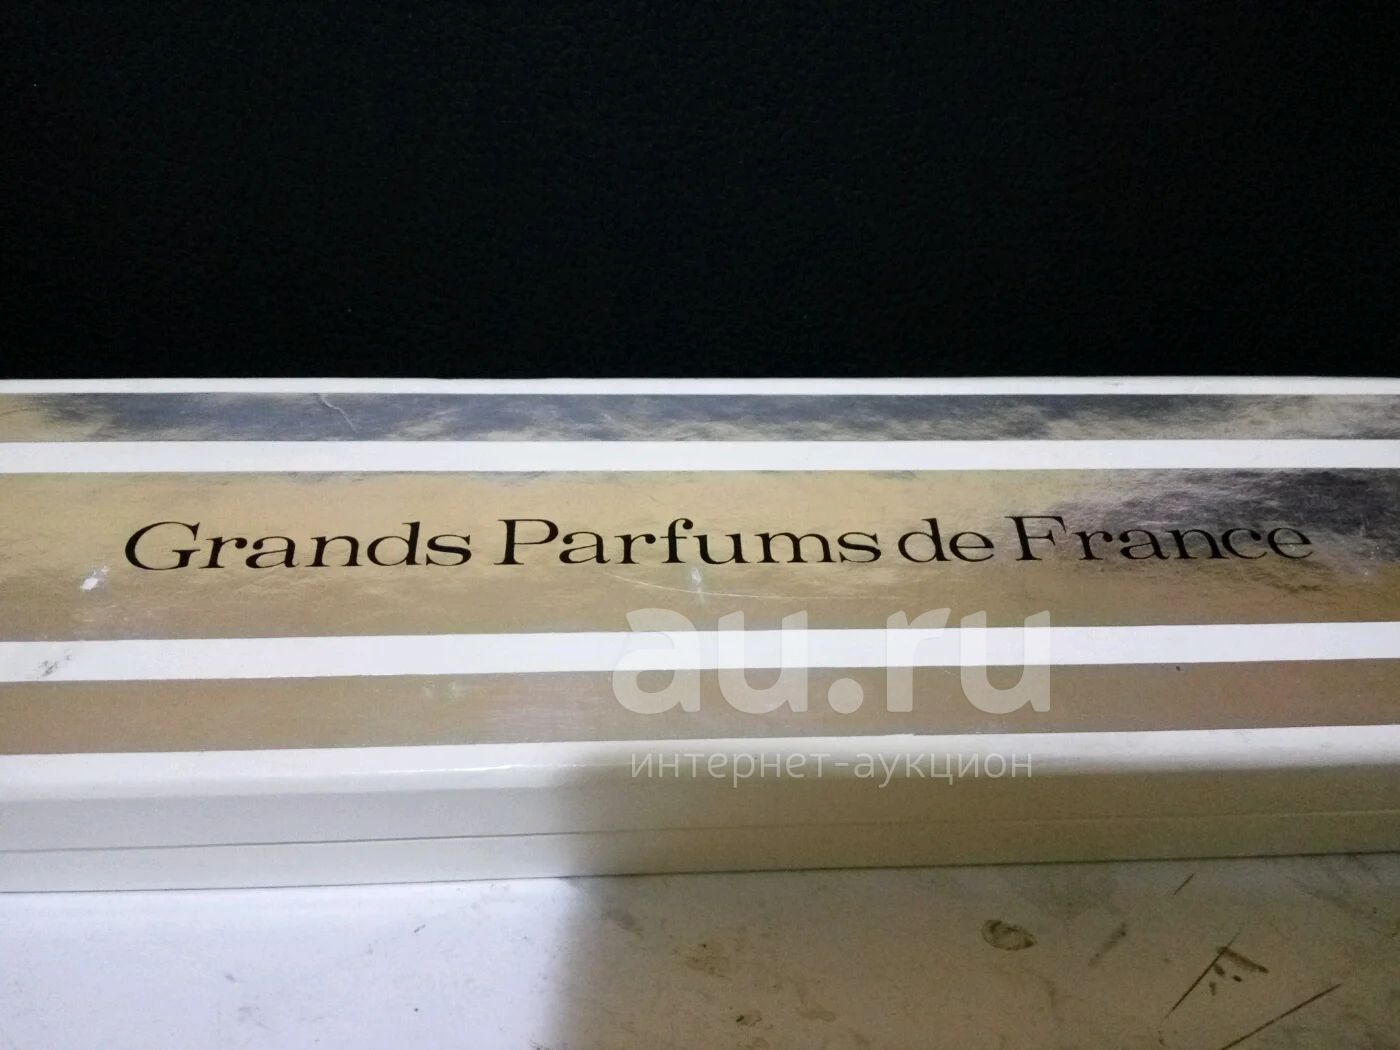 Grands Parfums de France
au.ru
интернет-аукцион